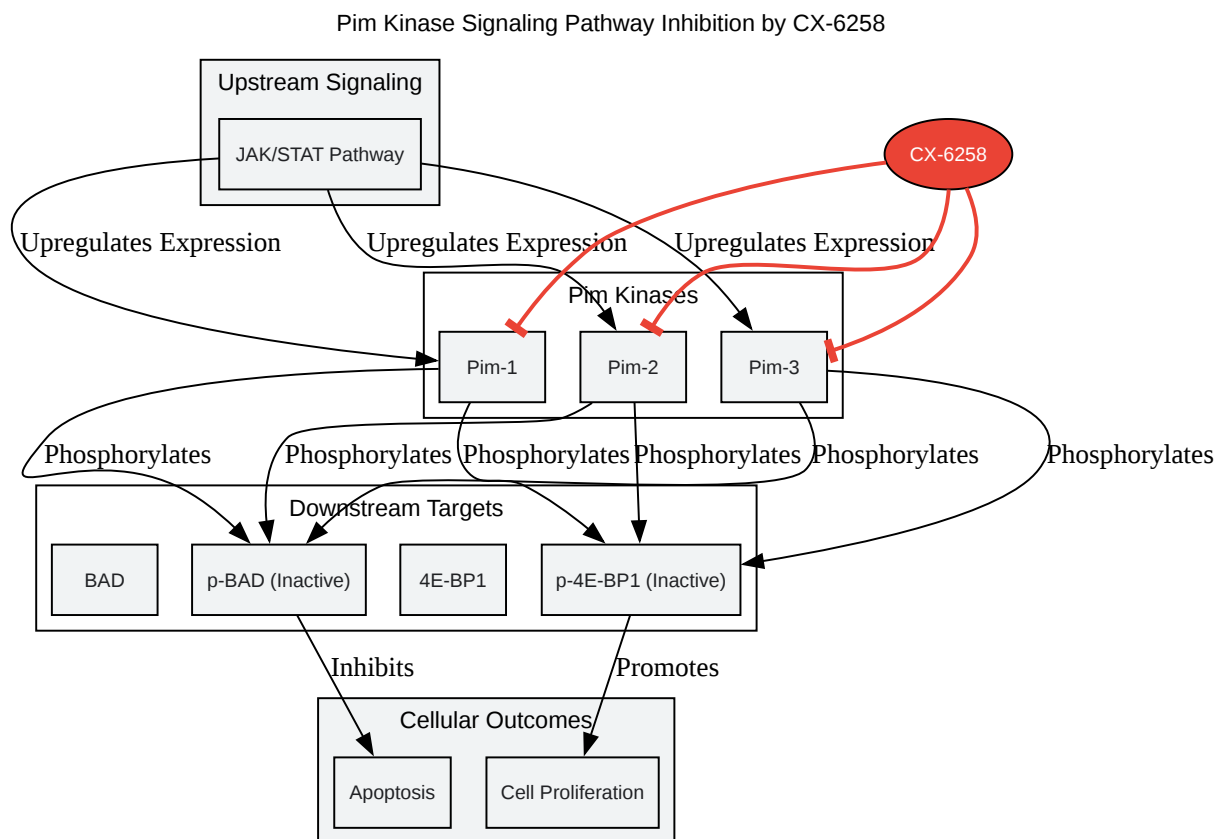 Pim Kinase Signaling Pathway Inhibition by CX-6258
Upstream Signaling
JAK/STAT Pathway
CX-6258
Upregulates Expression
Upregulates Expression
Upregulates Expression
Pim Kinases
Pim-1
Pim-2
Pim-3
Phosphorylates
Phosphorylates
Phosphorylates
Phosphorylates
Phosphorylates
Phosphorylates
Downstream Targets
BAD
p-BAD (Inactive)
4E-BP1
p-4E-BP1 (Inactive)
Inhibits
Promotes
Cellular Outcomes
Apoptosis
Cell Proliferation